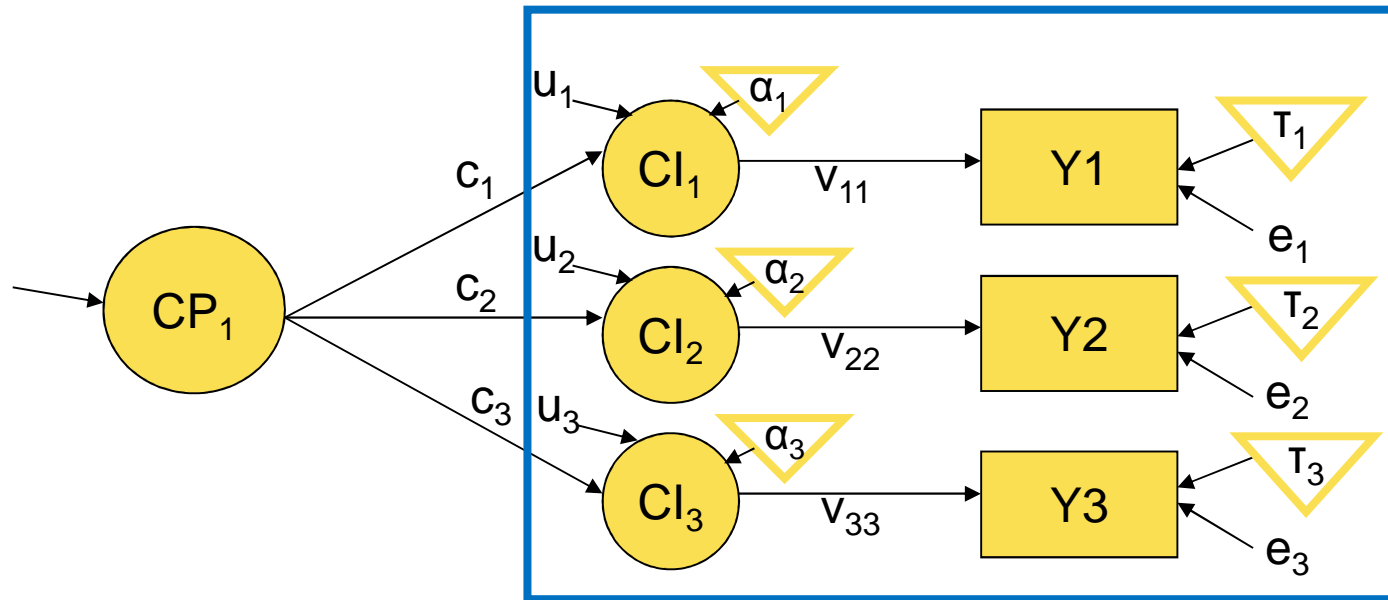 u₁
α₁
CI₁
v₁₁
Y1
τ₁
e₁
c₁
CP₁
u₂
α₂
c₂
CI₂
v₂₂
Y2
τ₂
e₂
c₃
u₃
α₃
CI₃
v₃₃
Y3
τ₃
e₃